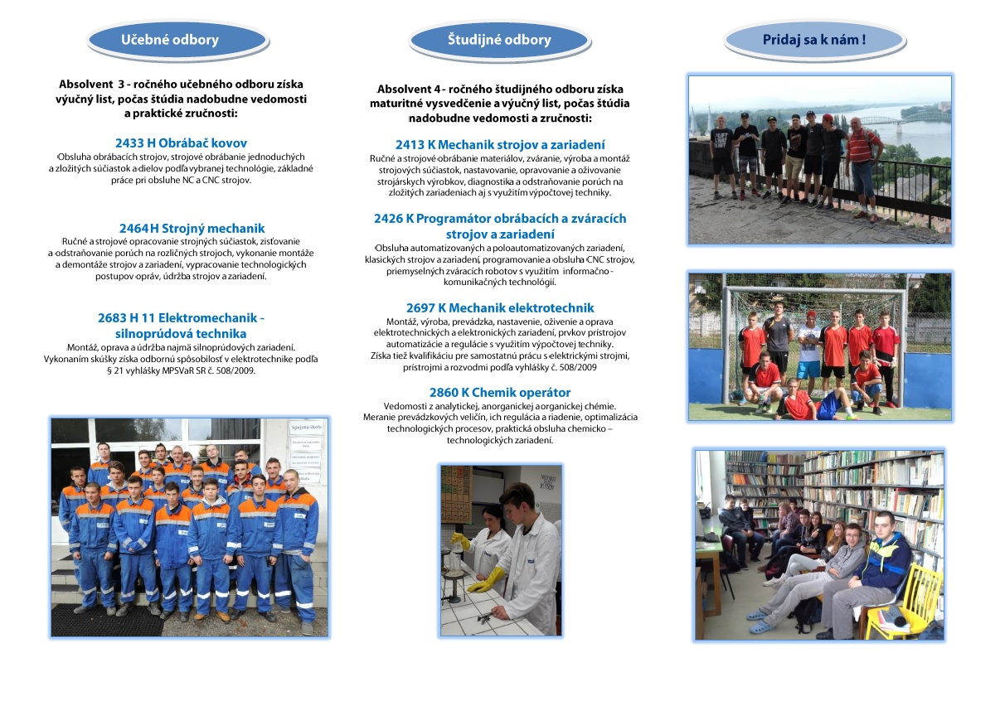 Učebné odbory
Absolvent 3 - ročného učebného odboru získa
výučný list, počas štúdia nadobudne vedomosti
a praktické zručnosti:
2433 H Obrábač kovov
Obsluha obrábacích strojov, strojové obrábanie jednoduchých
a zložitých súčiastok a dielov podľa vybranej technológie, základné
práce pri obsluhe NC a CNC strojov.
2464 H Strojný mechanik
Ručné a strojové opracovanie strojných súčiastok, zisťovanie
a odstraňovanie porúch na rozličných strojoch, vykonanie montáže
a demontáže strojov a zariadení, vypracovanie technologických
postupov opráv, údržba strojov a zariadení.
2683 H 11 Elektromechanik -
silnoprúdová technika
Montáž, oprava a údržba najmä silnoprúdových zariadení.
Vykonaním skúšky získa odbornú spôsobilosť v elektrotechnike podľa
§ 21 vyhlášky MPSVaR SR č. 508/2009.
Spojená škola
Študijné odbory
Absolvent 4 - ročného študijného odboru získa
maturitné vysvedčenie a výučný list, počas štúdia
nadobudne vedomosti a zručnosti:
2413 K Mechanik strojov a zariadení
Ručné a strojové obrábanie materiálov, zváranie, výroba a montáž
strojových súčiastok, nastavovanie, opravovanie a oživovanie
strojárskych výrobkov, diagnostika a odstraňovanie porúch na
zložitých zariadeniach aj s využitím výpočtovej techniky.
2426 K Programátor obrábacích a zváracích
strojov a zariadení
Obsluha automatizovaných a poloautomatizovaných zariadení,
klasických strojov a zariadení, programovanie a obsluha CNC strojov,
priemyselných zváracích robotov s využitím informačno -
komunikačných technológií.
2697 K Mechanik elektrotechnik
Montáž, výroba, prevádzka, nastavenie, oživenie a oprava
elektrotechnických a elektronických zariadení, prvkov prístrojov
automatizácie a regulácie s využitím výpočtovej techniky.
Získa tiež kvalifikáciu pre samostatnú prácu s elektrickými strojmi,
prístrojmi a rozvodmi podľa vyhlášky č. 508/2009
2860 K Chemik operátor
Vedomosti z analytickej, anorganickej a organickej chémie.
Meranie prevádzkových veličín, ich regulácia a riadenie, optimalizácia
technologických procesov, praktická obsluha chemicko –
technologických zariadení.
Pridaj sa k nám !